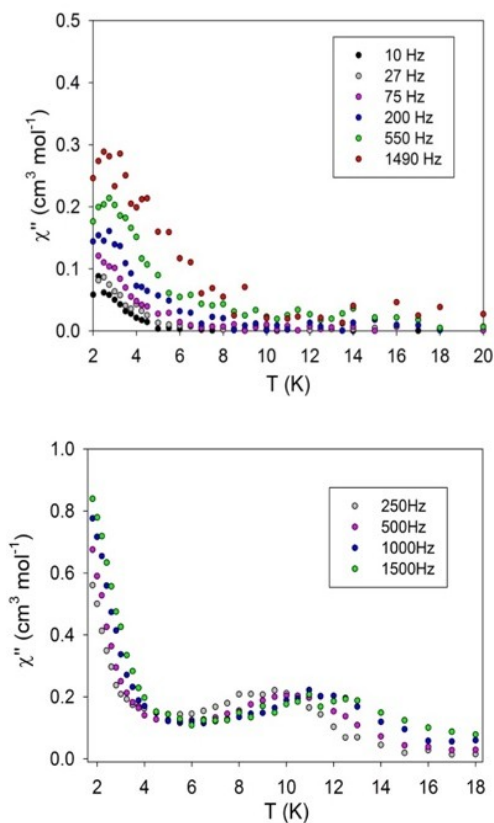 0.5
0.4
0.3
0.2
0.1
0.0
χ'' (cm³ mol⁻¹)
10 Hz
27 Hz
75 Hz
200 Hz
550 Hz
1490 Hz
2 4 6 8 10 12 14 16 18 20
T (K)
1.0
0.8
0.6
0.4
0.2
0.0
χ'' (cm³ mol⁻¹)
250Hz
500Hz
1000Hz
1500Hz
2 4 6 8 10 12 14 16 18
T (K)